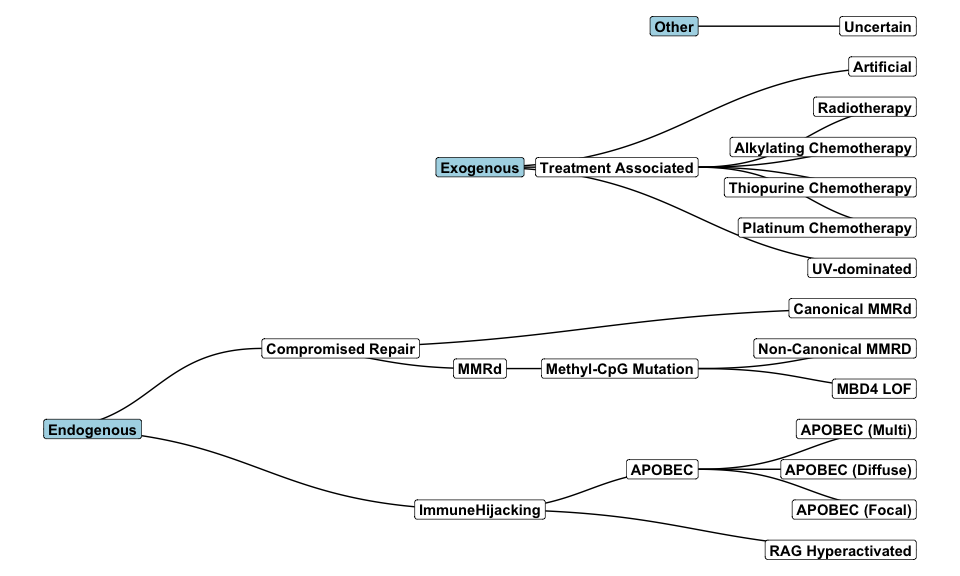 Other
Uncertain
Artificial
Radiotherapy
Alkylating Chemotherapy
Exogenous
Treatment Associated
Thiopurine Chemotherapy
Platinum Chemotherapy
UV-dominated
Canonical MMRd
Compromised Repair
Non-Canonical MMRD
MMRd
Methyl-CpG Mutation
MBD4 LOF
Endogenous
APOBEC (Multi)
APOBEC
APOBEC (Diffuse)
ImmuneHijacking
APOBEC (Focal)
RAG Hyperactivated